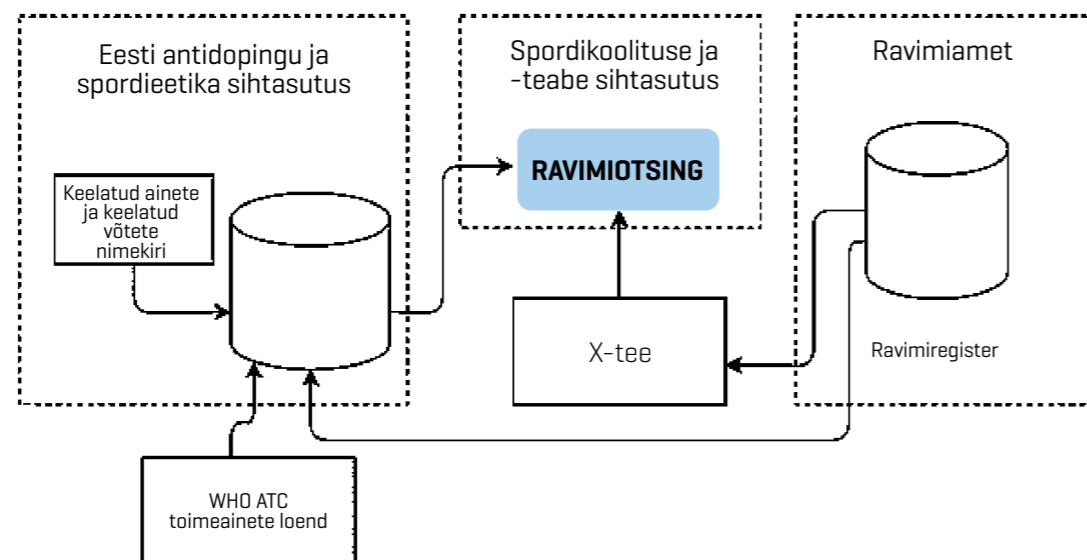 Eesti antidopingu ja
spordieetika sihtasutus
Spordikoolituse ja
-teabe sihtasutus
Ravimiamet
RAVIMIOTSING
Keelatud ainete
ja keelatud
võtete
nimekiri
X-tee
Ravimiregister
WHO ATC
toimeainete loend